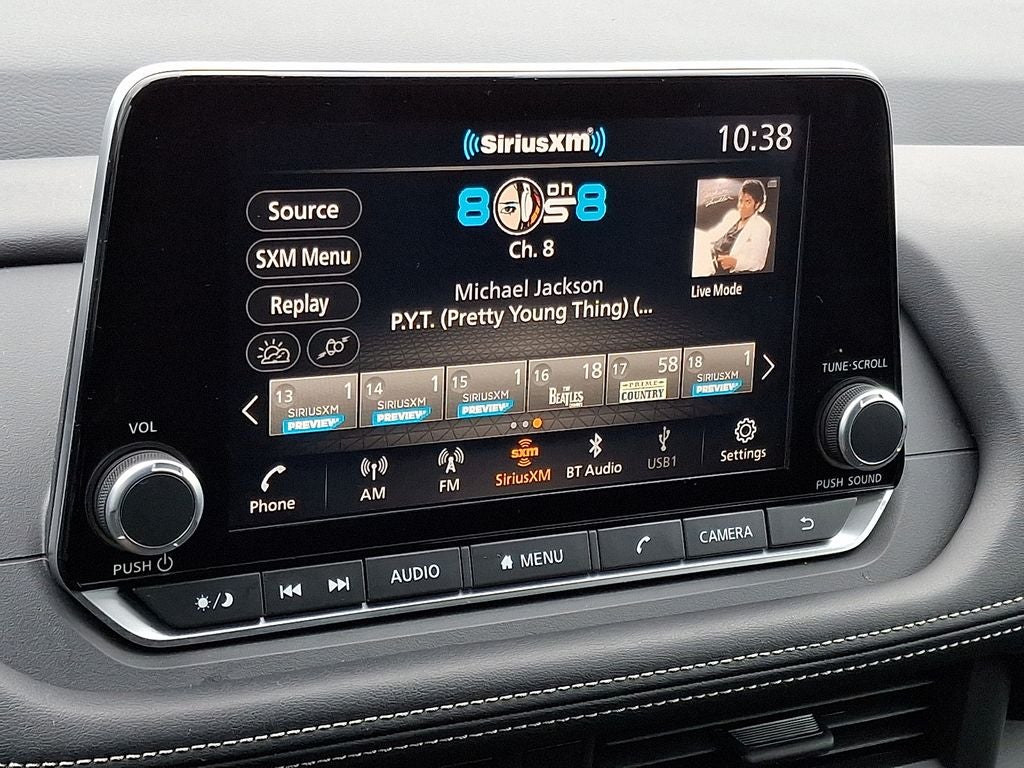 SiriusXM
10:38
8 on 8
80s
Ch. 8
Source
SXM Menu
Replay
Michael Jackson
P.Y.T. (Pretty Young Thing) (...
Live Mode
13 1
SIRIUSXM
PREVIEW
14 1
SIRIUSXM
PREVIEW
15 1
SIRIUSXM
PREVIEW
16 18
THE
BEATLES
17 58
PRIME
COUNTRY
18 1
SIRIUSXM
PREVIEW
Phone
AM
FM
sxm
SiriusXM
BT Audio
USB1
Settings
VOL
PUSH
TUNE·SCROLL
PUSH SOUND
AUDIO
MENU
CAMERA